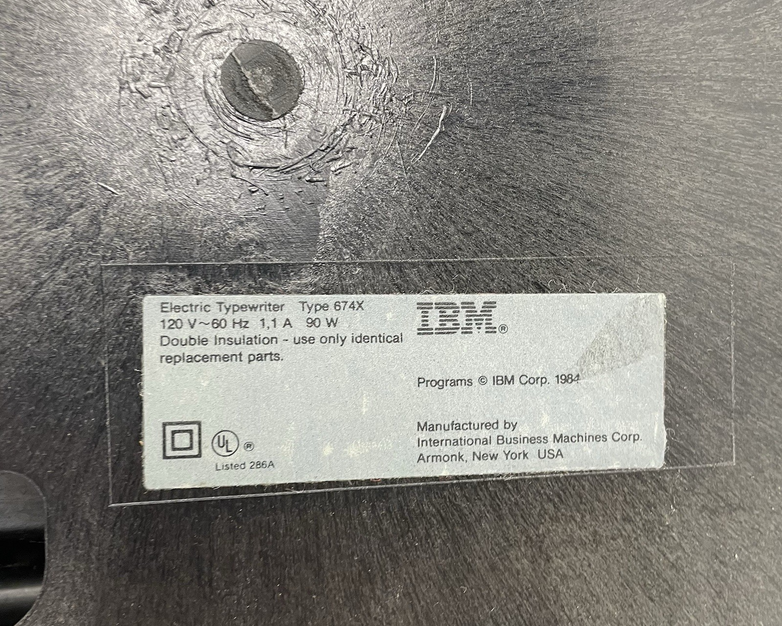 Electric Typewriter Type 674X
120 V~60 Hz 1,1 A 90 W
Double Insulation - use only identical
replacement parts.
UL®
Listed 286A
IBM®
Programs © IBM Corp. 1984
Manufactured by
International Business Machines Corp.
Armonk, New York USA